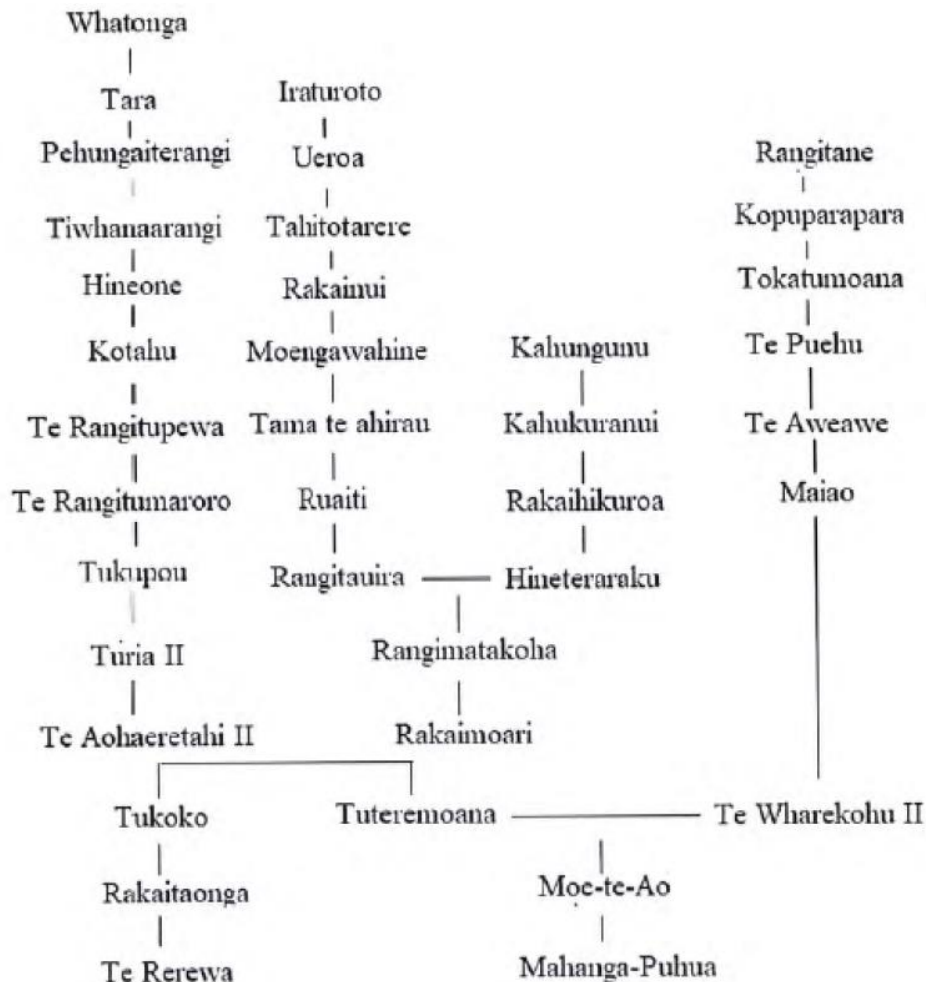 Whatonga
Tara
Iraturoto
Pehungaiterangi
Ueroa
Rangitane
Tiwhanaarangi
Tahitotarere
Kopuparapara
Hineone
Rakainui
Tokatumoana
Kotahu
Moengawahine
Kahungunu
Te Puehu
Te Rangitupewa
Tama te ahirau
Kahukuranui
Te Aweawe
Te Rangitumaroro
Ruaiti
Rakaihikuroa
Maiao
Tukupou
Rangitauira
Hineteraraku
Turia II
Rangimatakoha
Te Aohaeretahi II
Rakaimoari
Tukoko
Tuteremoana
Te Wharekohu II
Rakaitaonga
Moe-te-Ao
Te Rerewa
Mahanga-Puhua